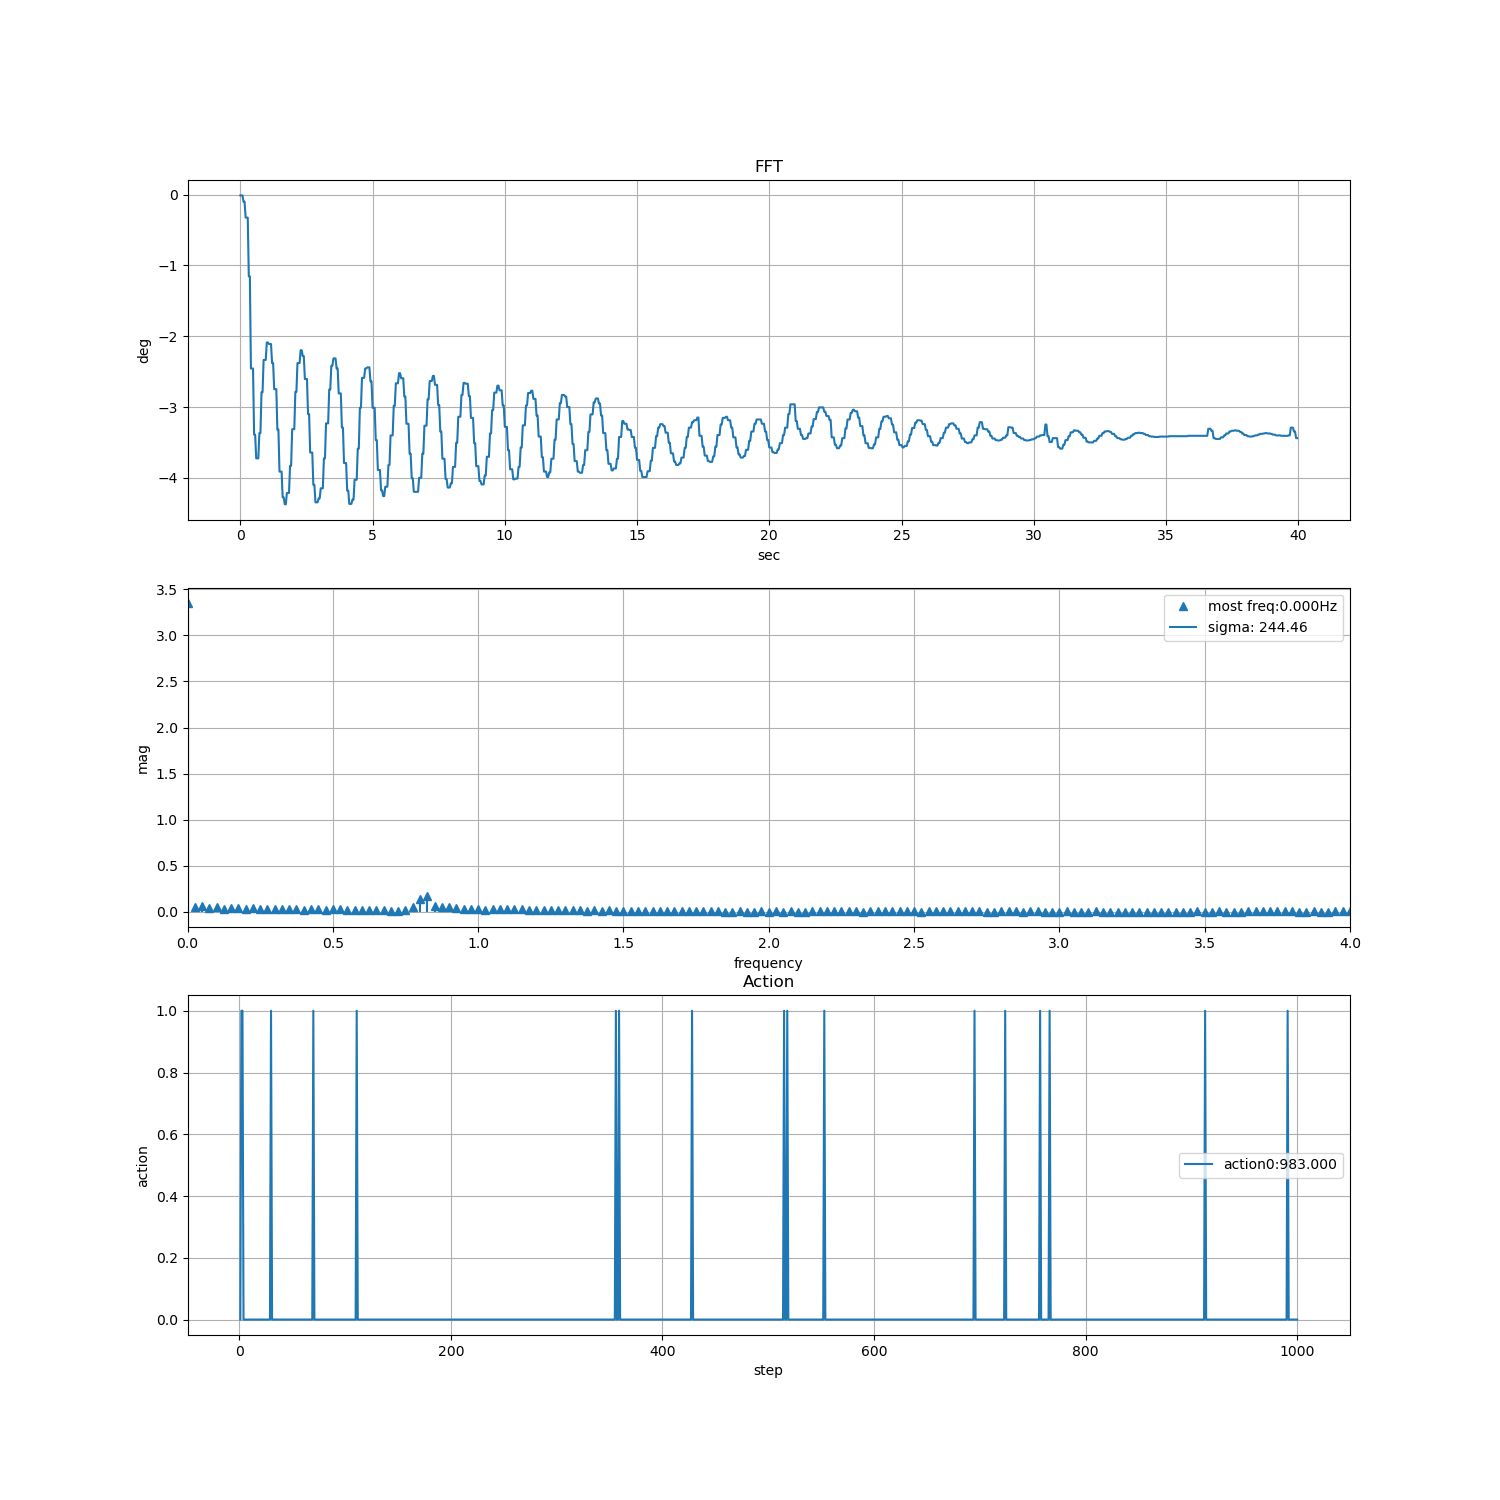 FFT
0
−1
−2
−3
−4
deg
0 5 10 15 20 25 30 35 40
sec
3.5
3.0
2.5
2.0
1.5
1.0
0.5
0.0
mag
most freq:0.000Hz
sigma: 244.46
0.0 0.5 1.0 1.5 2.0 2.5 3.0 3.5 4.0
frequency
Action
1.0
0.8
0.6
0.4
0.2
0.0
action
action0:983.000
0 200 400 600 800 1000
step